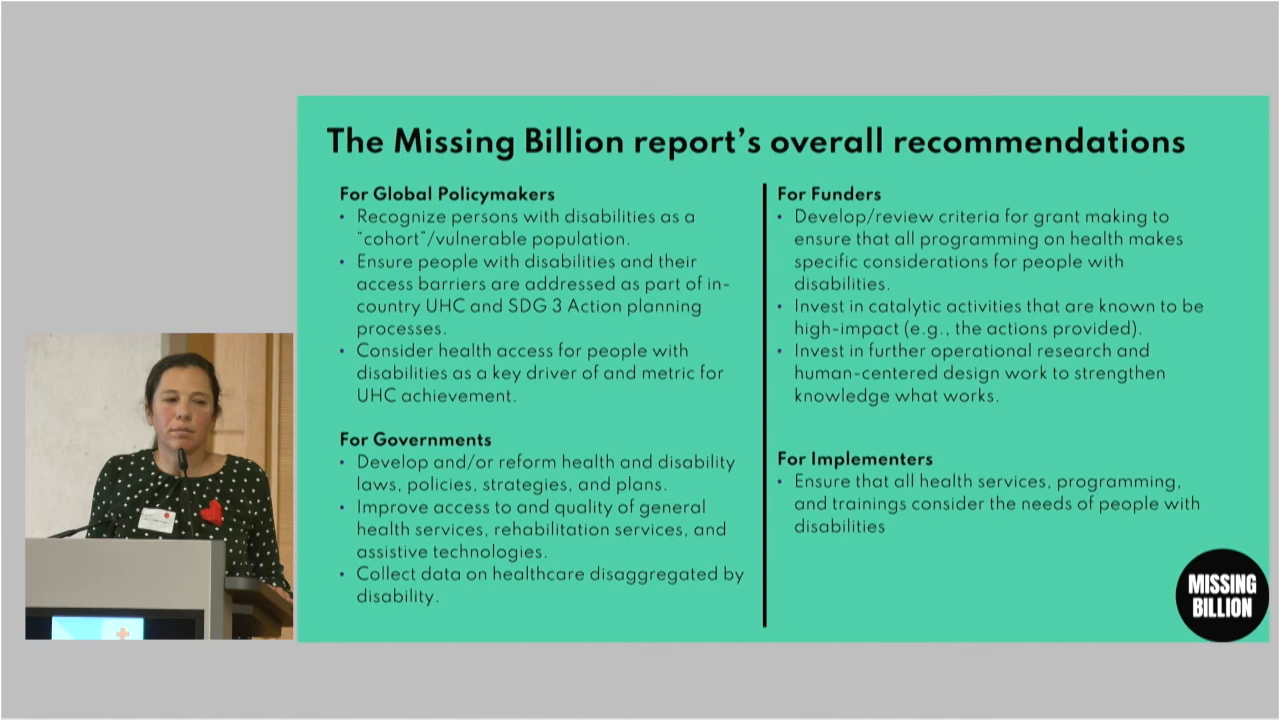 The Missing Billion report's overall recommendations
For Global Policymakers
• Recognize persons with disabilities as a
“cohort”/vulnerable population.
• Ensure people with disabilities and their
access barriers are addressed as part of in-
country UHC and SDG 3 Action planning
processes.
• Consider health access for people with
disabilities as a key driver of and metric for
UHC achievement.
For Governments
• Develop and/or reform health and disability
laws, policies, strategies, and plans.
• Improve access to and quality of general
health services, rehabilitation services, and
assistive technologies.
• Collect data on healthcare disaggregated by
disability.
For Funders
• Develop/review criteria for grant making to
ensure that all programming on health makes
specific considerations for people with
disabilities.
• Invest in catalytic activities that are known to be
high-impact (e.g., the actions provided).
• Invest in further operational research and
human-centered design work to strengthen
knowledge what works.
For Implementers
• Ensure that all health services, programming,
and trainings consider the needs of people with
disabilities
MISSING
BILLION